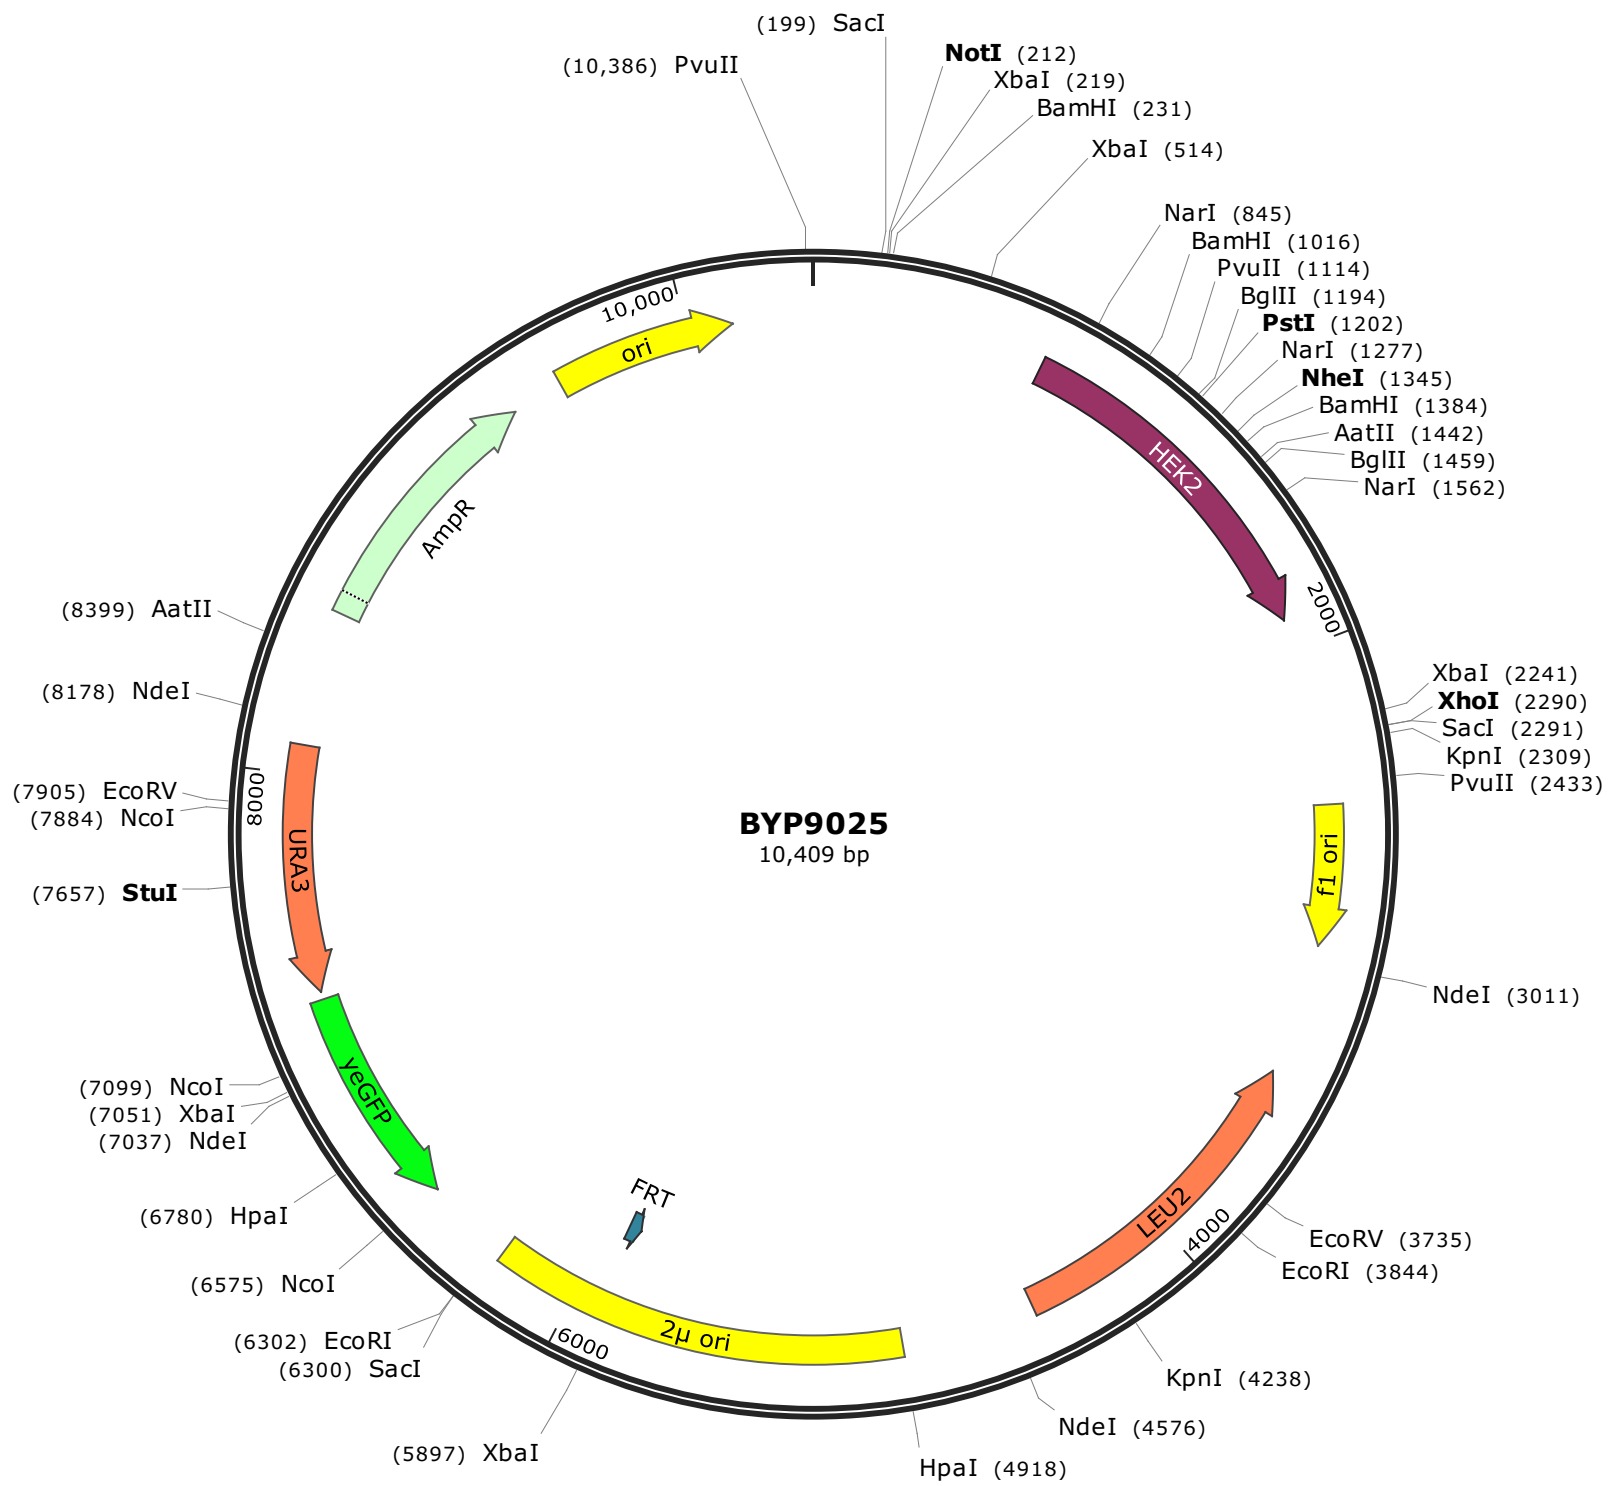 (199) SacI
(10,386) PvuII
NotI (212)
XbaI (219)
BamHI (231)
XbaI (514)
NarI (845)
BamHI (1016)
PvuII (1114)
BglII (1194)
PstI (1202)
NarI (1277)
NheI (1345)
BamHI (1384)
AatII (1442)
BglII (1459)
NarI (1562)
10,000
ori
HEK2
AmpR
2000
(8399) AatII
(8178) NdeI
XbaI (2241)
XhoI (2290)
SacI (2291)
KpnI (2309)
PvuII (2433)
(7905) EcoRV
(7884) NcoI
8000
URA3
(7657) StuI
BYP9025
10,409 bp
f1 ori
NdeI (3011)
(7099) NcoI
(7051) XbaI
(7037) NdeI
yeGFP
(6780) HpaI
FRT
LEU2
4000
EcoRV (3735)
EcoRI (3844)
(6575) NcoI
(6302) EcoRI
(6300) SacI
2µ ori
6000
KpnI (4238)
NdeI (4576)
(5897) XbaI
HpaI (4918)